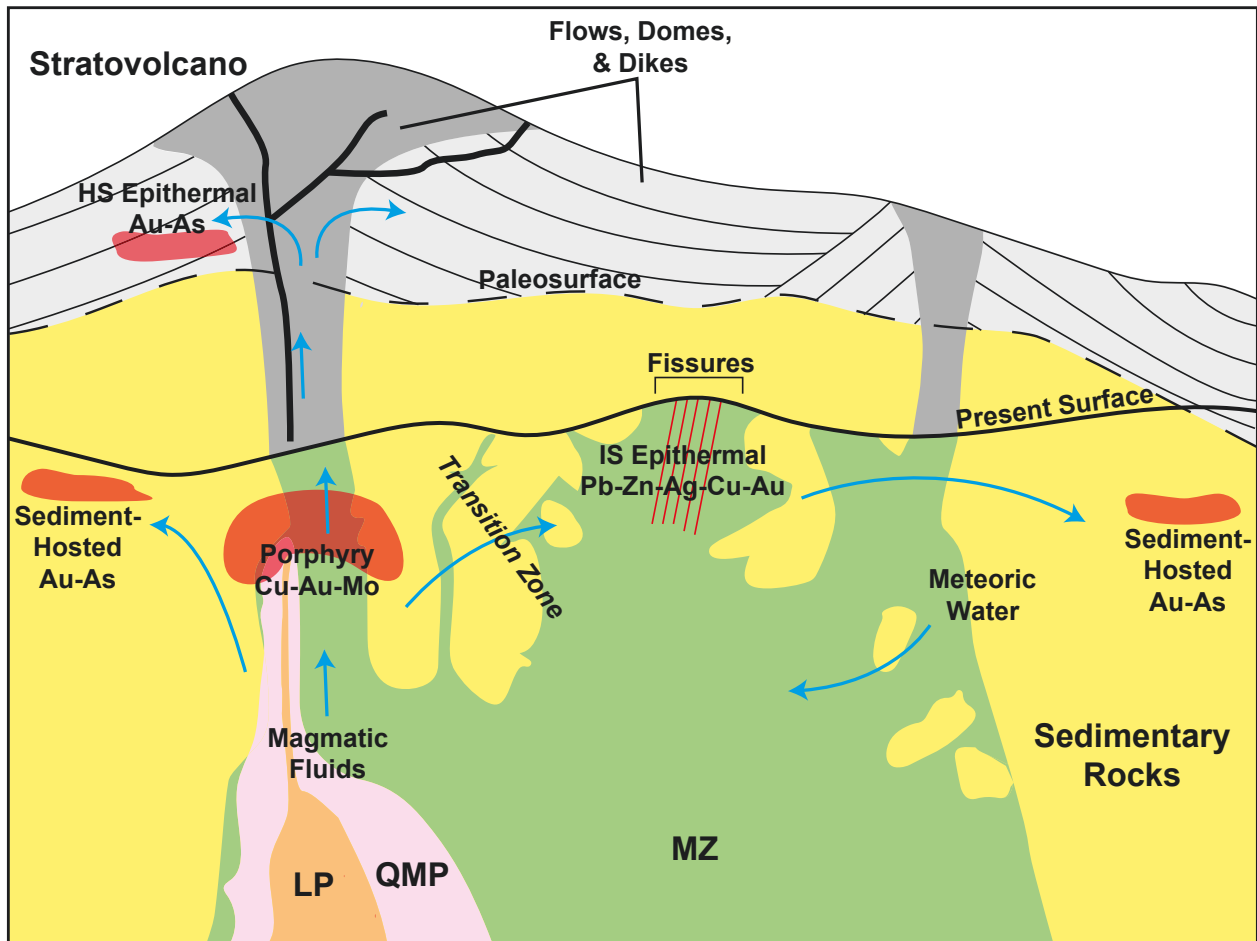 Flows, Domes,
& Dikes
Stratovolcano
HS Epithermal
Au-As
Paleosurface
Fissures
Present Surface
IS Epithermal
Pb-Zn-Ag-Cu-Au
Transition Zone
Sediment-
Hosted
Au-As
Porphyry
Cu-Au-Mo
Sediment-
Hosted
Au-As
Meteoric
Water
Magmatic
Fluids
Sedimentary
Rocks
LP
QMP
MZ